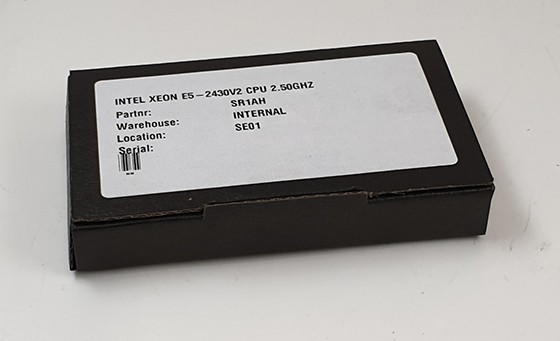 INTEL XEON E5-2430V2 CPU 2.50GHZ
Partnr: SR1AH
Warehouse: INTERNAL
Location: SE01
Serial: